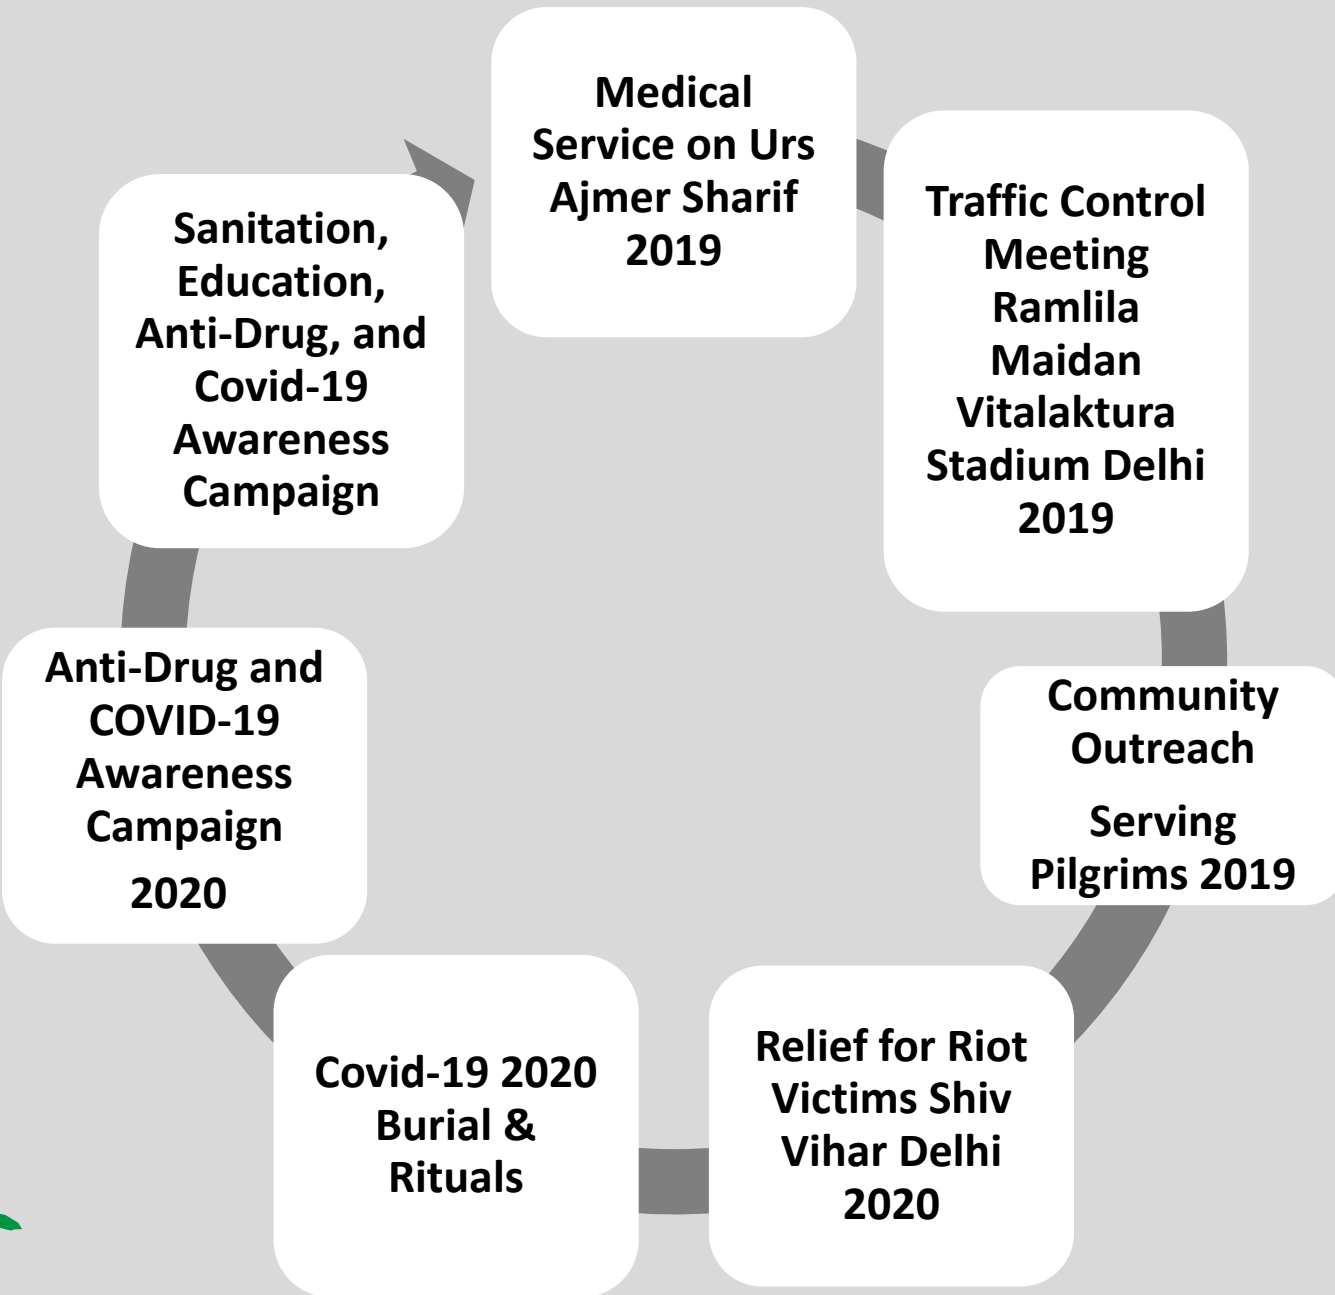 Medical
Service on Urs
Ajmer Sharif
2019
Traffic Control
Meeting
Ramlila
Maidan
Vitalaktura
Stadium Delhi
2019
Community
Outreach
Serving
Pilgrims 2019
Relief for Riot
Victims Shiv
Vihar Delhi
2020
Covid-19 2020
Burial &
Rituals
Anti-Drug and
COVID-19
Awareness
Campaign
2020
Sanitation,
Education,
Anti-Drug, and
Covid-19
Awareness
Campaign